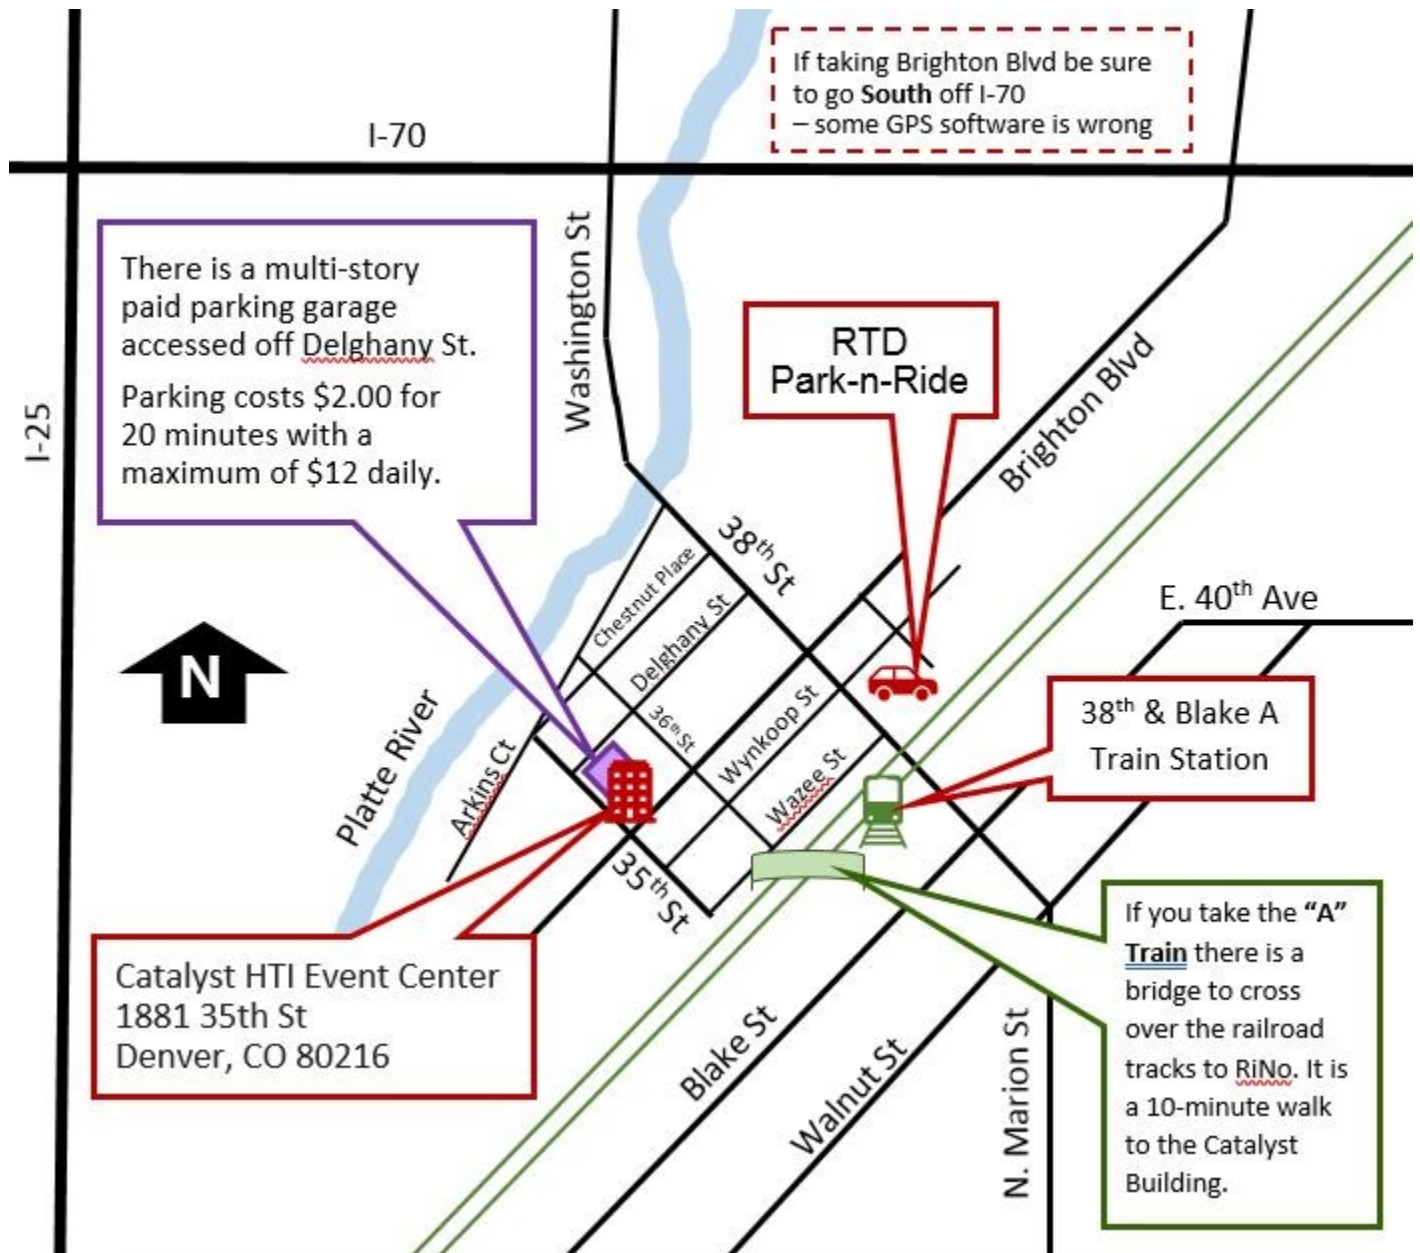 If taking Brighton Blvd be sure
to go South off I-70
– some GPS software is wrong
I-70
There is a multi-story
paid parking garage
accessed off Delghany St.
Parking costs $2.00 for
20 minutes with a
maximum of $12 daily.
Washington St
RTD
Park-n-Ride
Brighton Blvd
I-25
38th St
Chestnut Place
Delghany St
E. 40th Ave
N
36th St
Wynkoop St
Wazee St
38th & Blake A
Train Station
Platte River
Arkins Ct
35th St
Catalyst HTI Event Center
1881 35th St
Denver, CO 80216
Blake St
Walnut St
N. Marion St
If you take the “A”
Train there is a
bridge to cross
over the railroad
tracks to RiNo. It is
a 10-minute walk
to the Catalyst
Building.